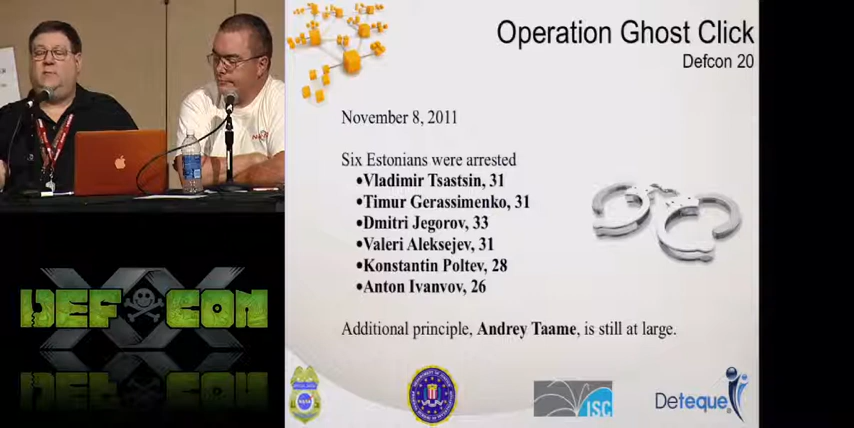 Operation Ghost Click
Defcon 20
November 8, 2011
Six Estonians were arrested
•Vladimir Tsastsin, 31
•Timur Gerassimenko, 31
•Dmitri Jegorov, 33
•Valeri Aleksejev, 31
•Konstantin Poltev, 28
•Anton Ivanvov, 26
Additional principle, Andrey Taame, is still at large.
DEF CON
XX
ISC
Deteque